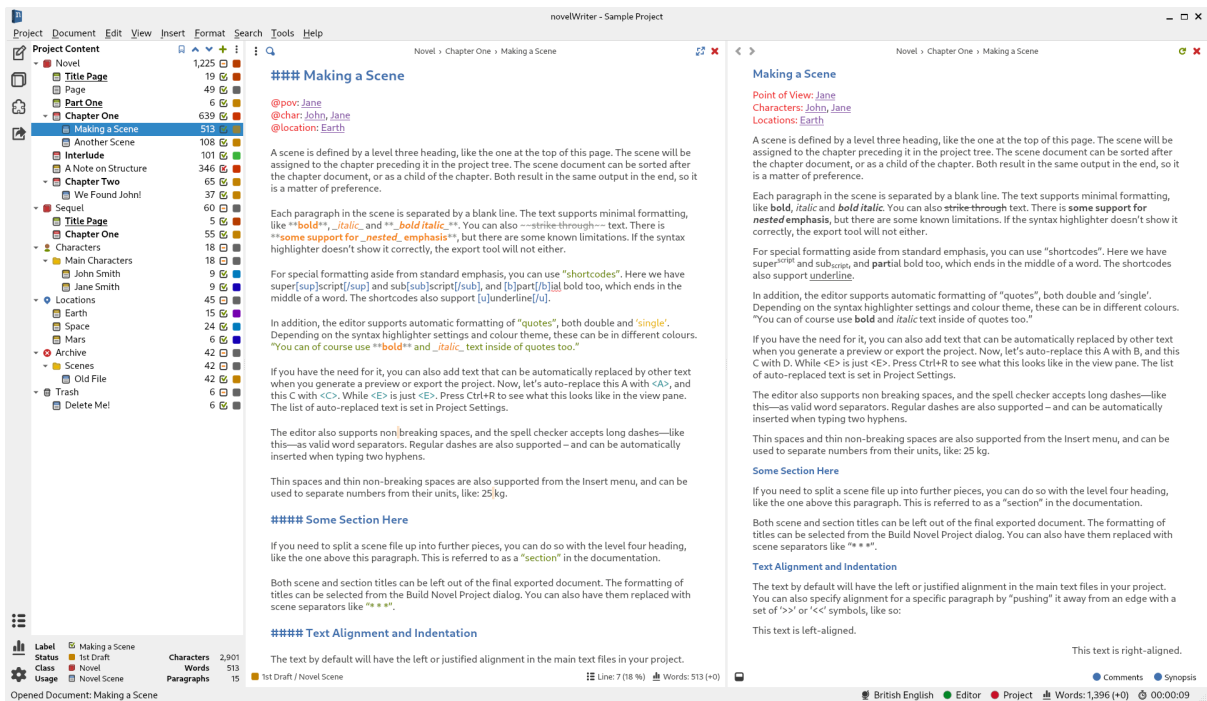 novelWriter - Sample Project
Project Document Edit View Insert Format Search Tools Help
Project Content
Novel 1,225
Title Page 19
Page 49
Part One 6
Chapter One 639
Making a Scene 513
Another Scene 108
Interlude 101
A Note on Structure 346
Chapter Two 65
We Found John! 37
Sequel 60
Title Page 5
Chapter One 55
Characters 18
Main Characters 18
John Smith 9
Jane Smith 9
Locations 45
Earth 15
Space 24
Mars 6
Archive 42
Scenes 42
Old File 42
Trash 6
Delete Me! 6
Label Making a Scene
Status 1st Draft Characters 2,901
Class Novel Words 513
Usage Novel Scene Paragraphs 15
Novel › Chapter One › Making a Scene
### Making a Scene
@pov: Jane
@char: John, Jane
@location: Earth
A scene is defined by a level three heading, like the one at the top of this page. The scene will be
assigned to the chapter preceding it in the project tree. The scene document can be sorted after
the chapter document, or as a child of the chapter. Both result in the same output in the end, so it
is a matter of preference.
Each paragraph in the scene is separated by a blank line. The text supports minimal formatting,
like **bold**, _italic_ and **_bold italic_**. You can also ~~strike through~~ text. There is
**some support for _nested_ emphasis**, but there are some known limitations. If the syntax
highlighter doesn’t show it correctly, the export tool will not either.
For special formatting aside from standard emphasis, you can use “shortcodes”. Here we have
super[sup]script[/sup] and sub[sub]script[/sub], and [b]part[/b]ial bold too, which ends in the
middle of a word. The shortcodes also support [u]underline[/u].
In addition, the editor supports automatic formatting of “quotes”, both double and ‘single’.
Depending on the syntax highlighter settings and colour theme, these can be in different colours.
“You can of course use **bold** and _italic_ text inside of quotes too.”
If you have the need for it, you can also add text that can be automatically replaced by other text
when you generate a preview or export the project. Now, let’s auto-replace this A with <A>, and
this C with <C>. While <E> is just <E>. Press Ctrl+R to see what this looks like in the view pane.
The list of auto-replaced text is set in Project Settings.
The editor also supports non breaking spaces, and the spell checker accepts long dashes—like
this—as valid word separators. Regular dashes are also supported – and can be automatically
inserted when typing two hyphens.
Thin spaces and thin non-breaking spaces are also supported from the Insert menu, and can be
used to separate numbers from their units, like: 25 kg.
#### Some Section Here
If you need to split a scene file up into further pieces, you can do so with the level four heading,
like the one above this paragraph. This is referred to as a “section” in the documentation.
Both scene and section titles can be left out of the final exported document. The formatting of
titles can be selected from the Build Novel Project dialog. You can also have them replaced with
scene separators like “* * *”.
#### Text Alignment and Indentation
The text by default will have the left or justified alignment in the main text files in your project.
1st Draft / Novel Scene Line: 7 (18 %) Words: 513 (+0)
Novel › Chapter One › Making a Scene
Making a Scene
Point of View: Jane
Characters: John, Jane
Locations: Earth
A scene is defined by a level three heading, like the one at the top of this page. The scene will be
assigned to the chapter preceding it in the project tree. The scene document can be sorted after
the chapter document, or as a child of the chapter. Both result in the same output in the end, so it
is a matter of preference.
Each paragraph in the scene is separated by a blank line. The text supports minimal formatting,
like bold, italic and bold italic. You can also strike through text. There is some support for
nested emphasis, but there are some known limitations. If the syntax highlighter doesn’t show it
correctly, the export tool will not either.
For special formatting aside from standard emphasis, you can use “shortcodes”. Here we have
superscript and subscript, and partial bold too, which ends in the middle of a word. The shortcodes
also support underline.
In addition, the editor supports automatic formatting of “quotes”, both double and ‘single’.
Depending on the syntax highlighter settings and colour theme, these can be in different colours.
“You can of course use bold and italic text inside of quotes too.”
If you have the need for it, you can also add text that can be automatically replaced by other text
when you generate a preview or export the project. Now, let’s auto-replace this A with B, and this
C with D. While <E> is just <E>. Press Ctrl+R to see what this looks like in the view pane. The list
of auto-replaced text is set in Project Settings.
The editor also supports non breaking spaces, and the spell checker accepts long dashes—like
this—as valid word separators. Regular dashes are also supported – and can be automatically
inserted when typing two hyphens.
Thin spaces and thin non-breaking spaces are also supported from the Insert menu, and can be
used to separate numbers from their units, like: 25 kg.
Some Section Here
If you need to split a scene file up into further pieces, you can do so with the level four heading,
like the one above this paragraph. This is referred to as a “section” in the documentation.
Both scene and section titles can be left out of the final exported document. The formatting of
titles can be selected from the Build Novel Project dialog. You can also have them replaced with
scene separators like “* * *”.
Text Alignment and Indentation
The text by default will have the left or justified alignment in the main text files in your project.
You can also specify alignment for a specific paragraph by “pushing” it away from an edge with a
set of ‘>>’ or ‘<<’ symbols, like so:
This text is left-aligned.
This text is right-aligned.
Comments Synopsis
Opened Document: Making a Scene
British English Editor Project Words: 1,396 (+0) 00:00:09